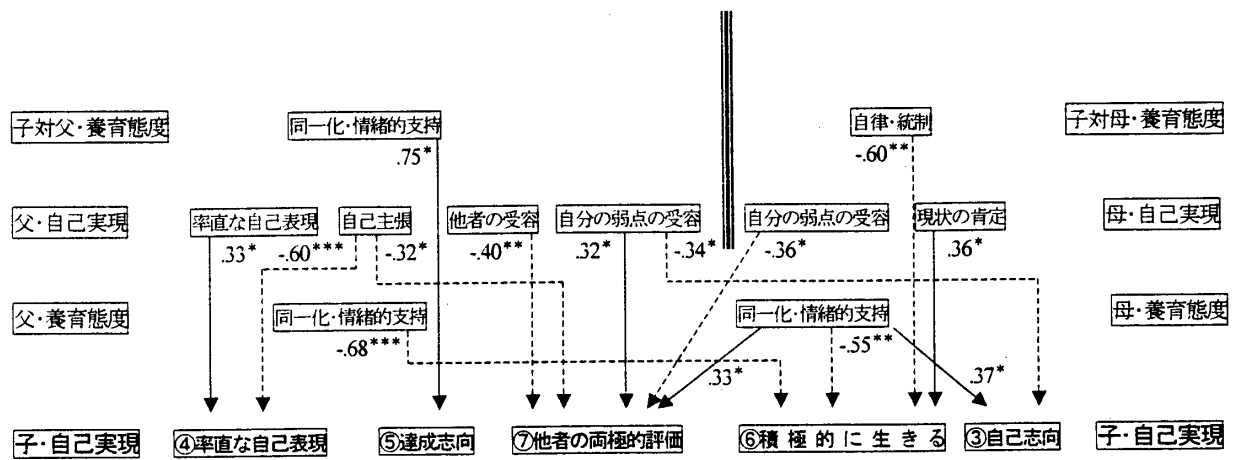 子対父・養育態度 同一化・情緒的支持 自律・統制 子対母・養育態度
.75* -.60**
父・自己実現 率直な自己表現 自己主張 他者の受容 自分の弱点の受容 自分の弱点の受容 現状の肯定 母・自己実現
.33* -.60*** -.32* -.40** .32* -.34* -.36* .36*
父・養育態度 同一化・情緒的支持 同一化・情緒的支持 母・養育態度
-.68*** -.55**
.33* .37*
子・自己実現 ④率直な自己表現 ⑤達成志向 ⑦他者の両極的評価 ⑥積極的に生きる ③自己志向 子・自己実現